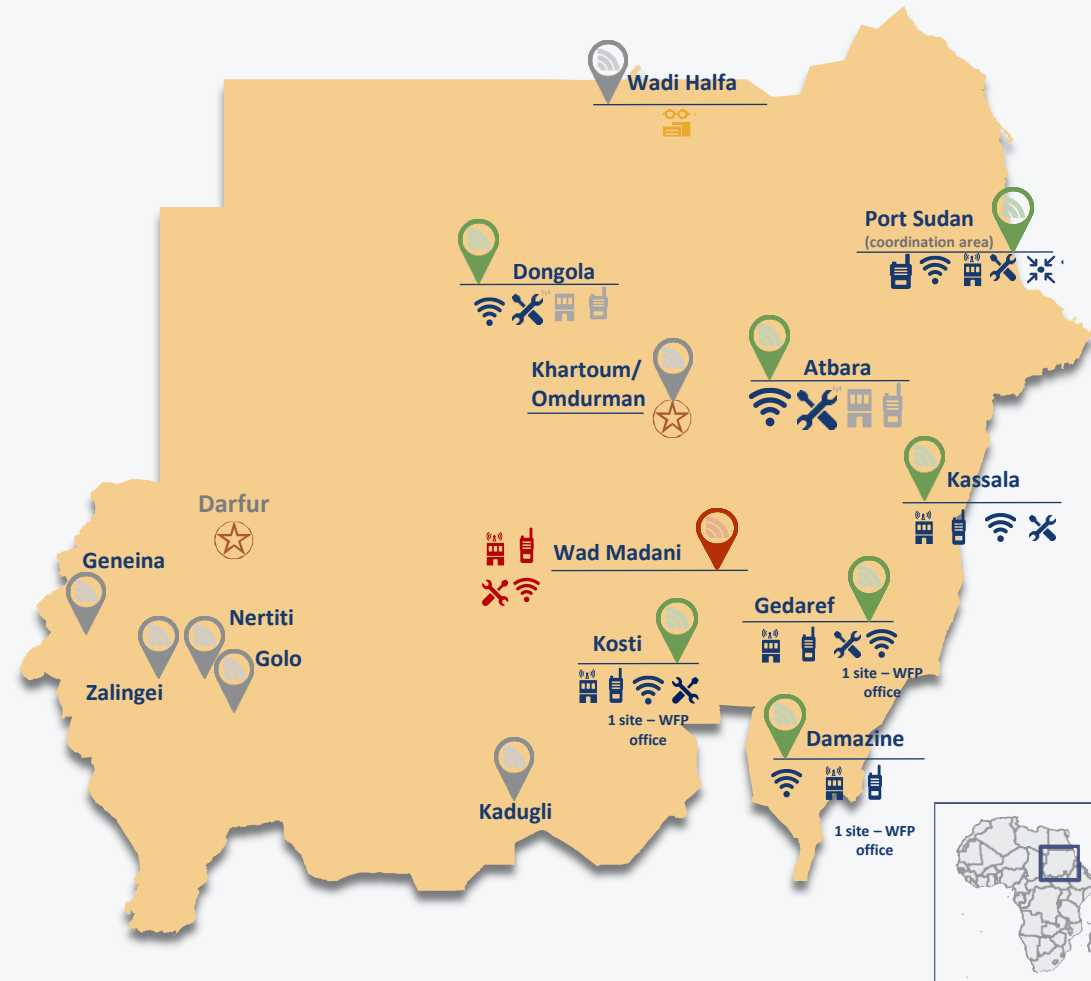 Wadi Halfa
Port Sudan
(coordination area)
Dongola
Khartoum/
Omdurman
Atbara
Kassala
Darfur
Wad Madani
Geneina
Gedaref
Nertiti
Kosti
Golo
1 site – WFP
office
Zalingei
1 site – WFP
office
Damazine
Kadugli
1 site – WFP
office